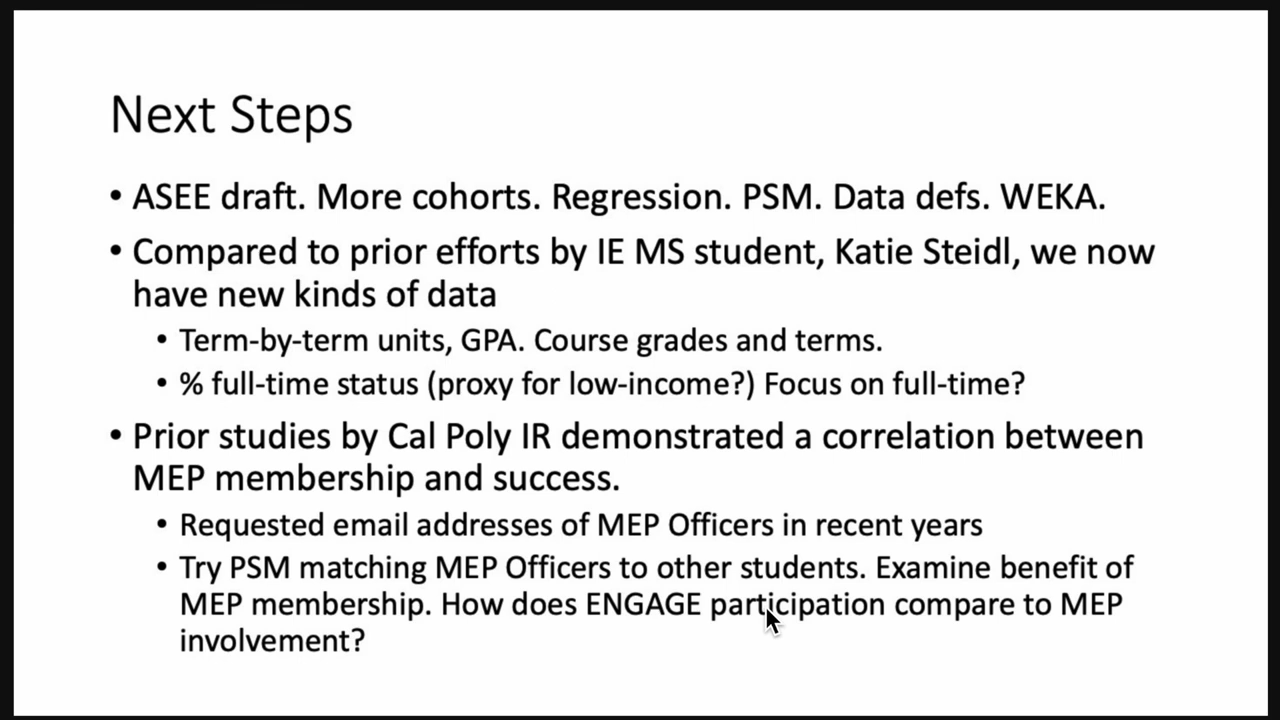 Next Steps
• ASEE draft. More cohorts. Regression. PSM. Data defs. WEKA.
• Compared to prior efforts by IE MS student, Katie Steidl, we now
have new kinds of data
• Term-by-term units, GPA. Course grades and terms.
• % full-time status (proxy for low-income?) Focus on full-time?
• Prior studies by Cal Poly IR demonstrated a correlation between
MEP membership and success.
• Requested email addresses of MEP Officers in recent years
• Try PSM matching MEP Officers to other students. Examine benefit of
MEP membership. How does ENGAGE participation compare to MEP
involvement?